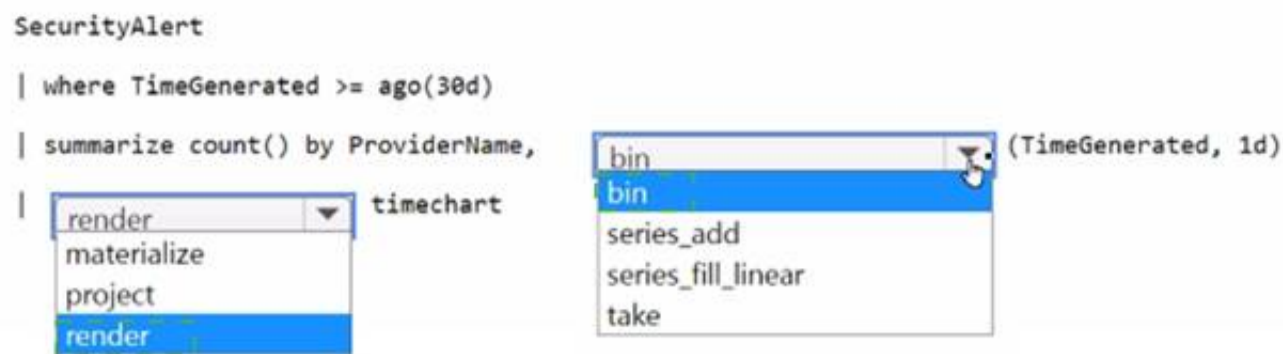 SecurityAlert
| where TimeGenerated >= ago(30d)
| summarize count() by ProviderName, bin (TimeGenerated, 1d)
bin
series_add
series_fill_linear
take
| render timechart
materialize
project
render